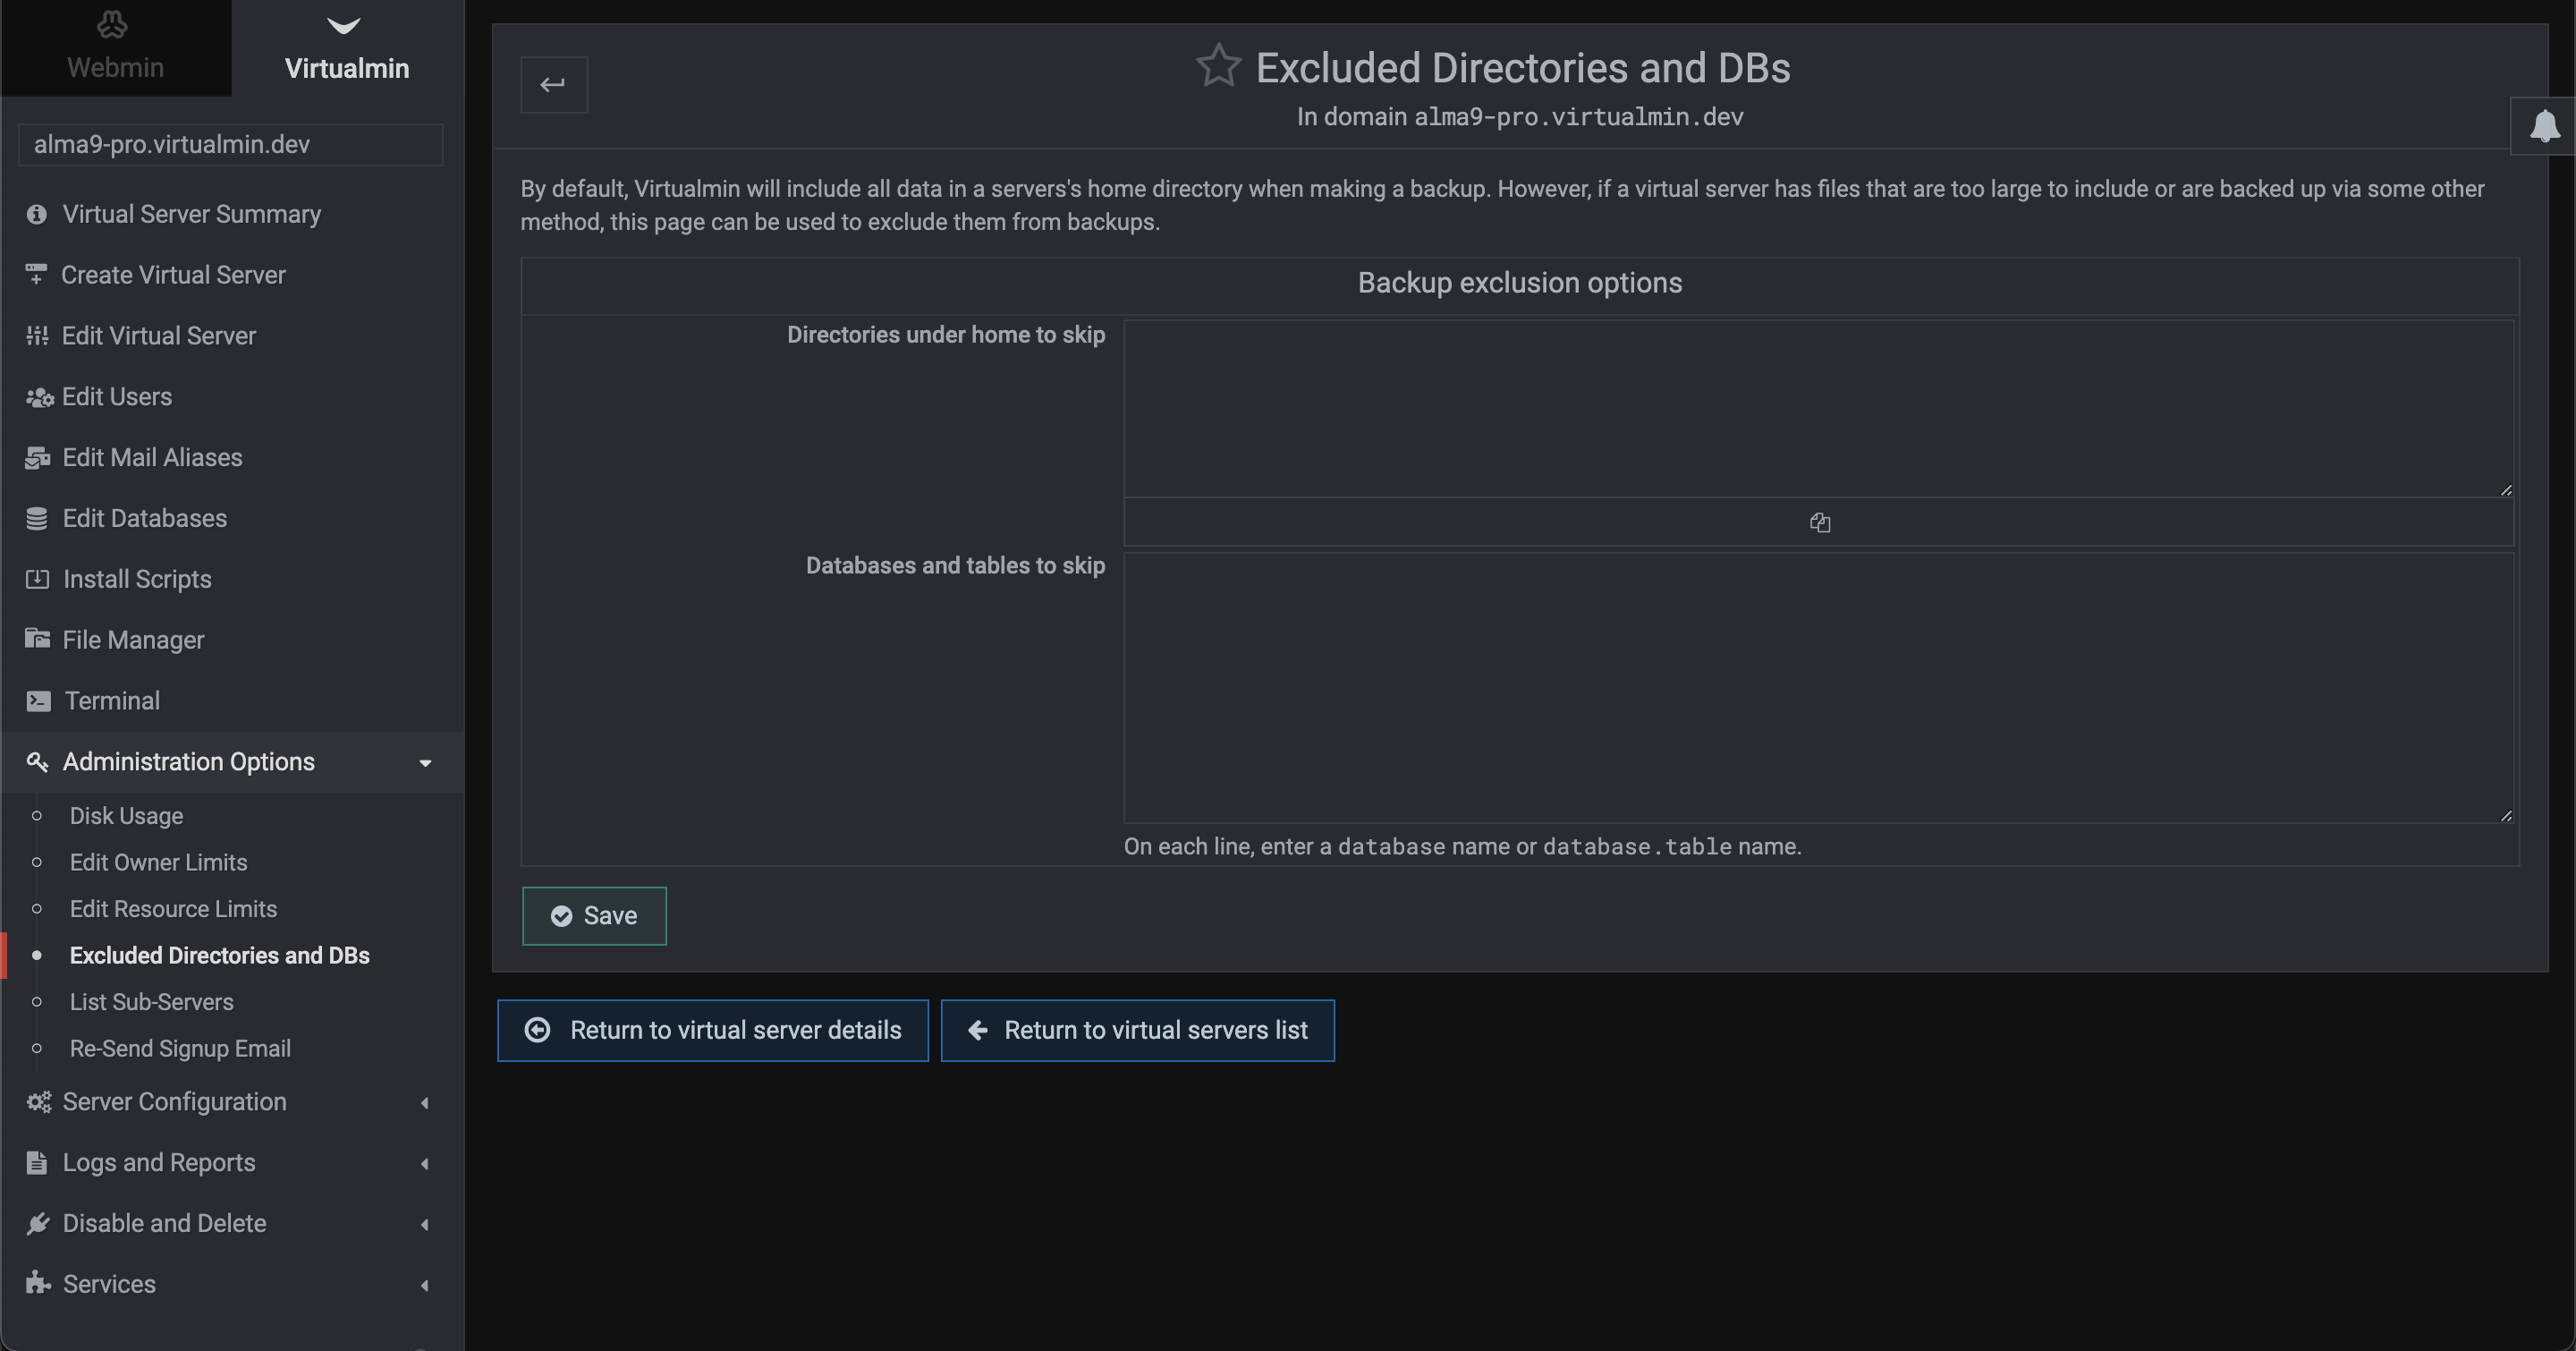 Webmin
Virtualmin
alma9-pro.virtualmin.dev
Virtual Server Summary
Create Virtual Server
Edit Virtual Server
Edit Users
Edit Mail Aliases
Edit Databases
Install Scripts
File Manager
Terminal
Administration Options
Disk Usage
Edit Owner Limits
Edit Resource Limits
Excluded Directories and DBs
List Sub-Servers
Re-Send Signup Email
Server Configuration
Logs and Reports
Disable and Delete
Services
Excluded Directories and DBs
In domain alma9-pro.virtualmin.dev
By default, Virtualmin will include all data in a servers's home directory when making a backup. However, if a virtual server has files that are too large to include or are backed up via some other
method, this page can be used to exclude them from backups.
Backup exclusion options
Directories under home to skip
Databases and tables to skip
On each line, enter a database name or database.table name.
Save
Return to virtual server details
Return to virtual servers list